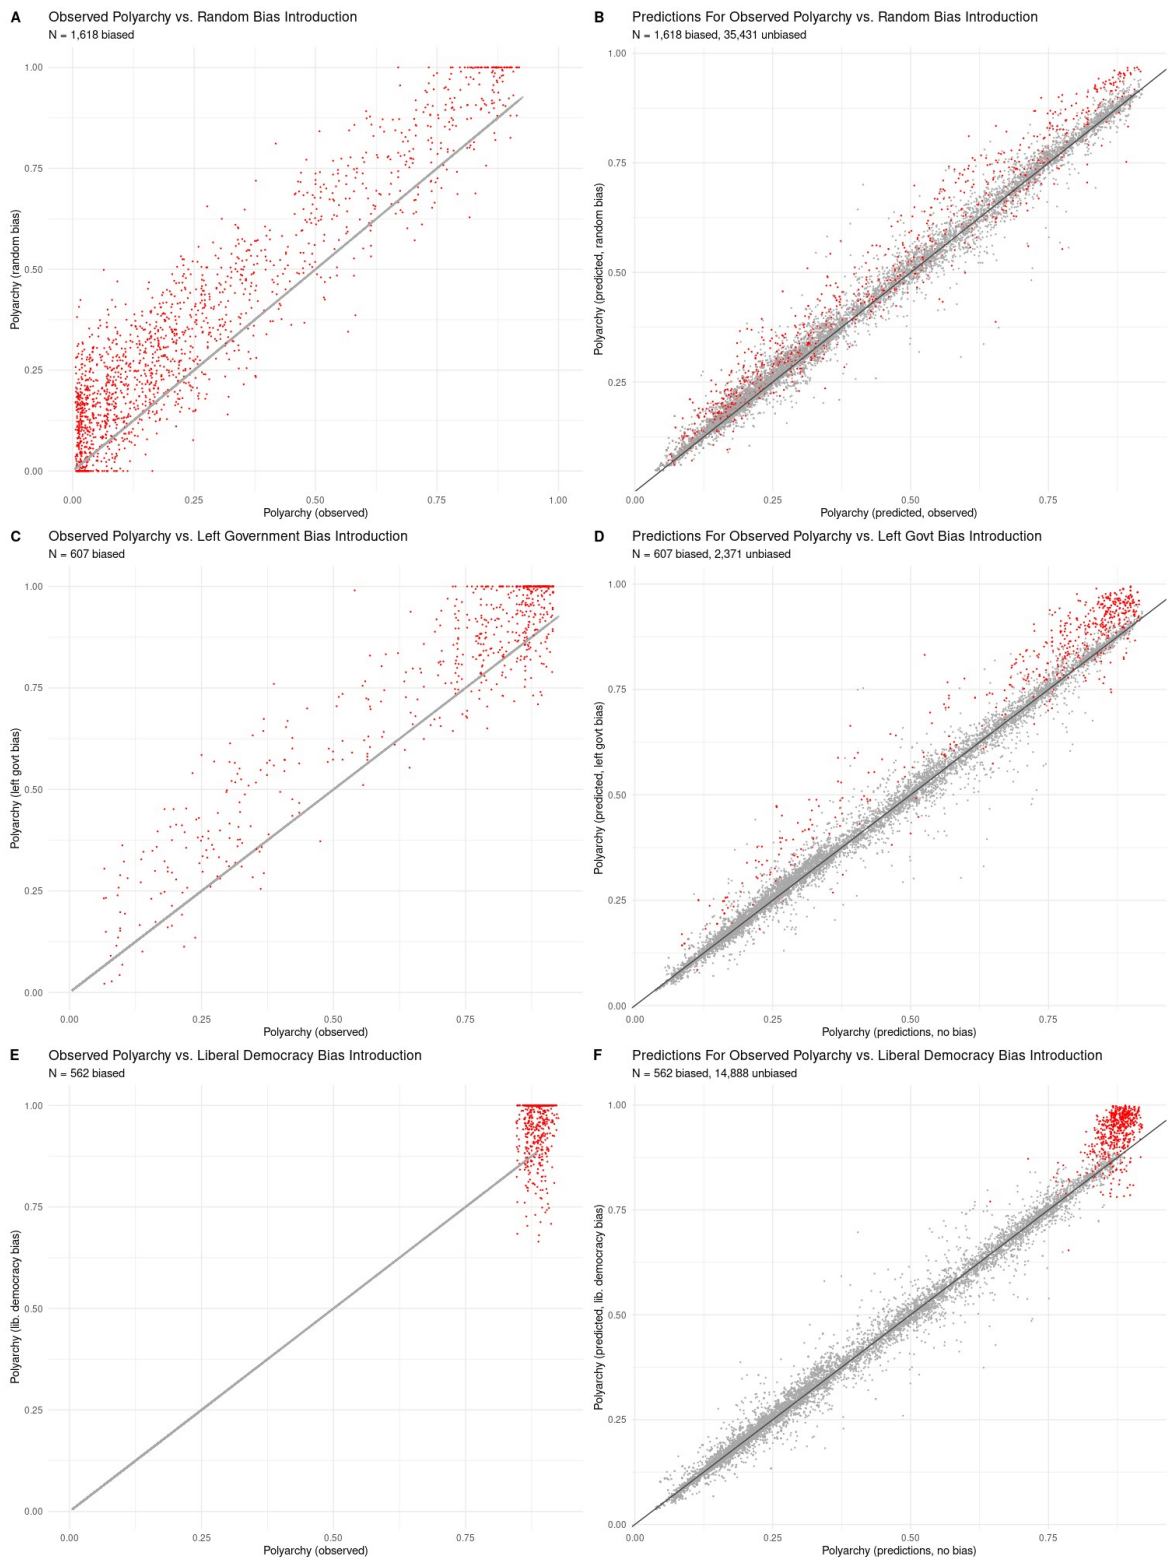 A Observed Polyarchy vs. Random Bias Introduction
N = 1,618 biased
1.00
0.75
0.50
0.25
0.00
Polyarchy (random bias)
0.00 0.25 0.50 0.75 1.00
Polyarchy (observed)
B Predictions For Observed Polyarchy vs. Random Bias Introduction
N = 1,618 biased, 35,431 unbiased
1.00
0.75
0.50
0.25
Polyarchy (predicted, random bias)
0.00 0.25 0.50 0.75
Polyarchy (predicted, observed)
C Observed Polyarchy vs. Left Government Bias Introduction
N = 607 biased
1.00
0.75
0.50
0.25
0.00
Polyarchy (left govt bias)
0.00 0.25 0.50 0.75
Polyarchy (observed)
D Predictions For Observed Polyarchy vs. Left Govt Bias Introduction
N = 607 biased, 2,371 unbiased
1.00
0.75
0.50
0.25
0.00
Polyarchy (predicted, left govt bias)
0.00 0.25 0.50 0.75
Polyarchy (predictions, no bias)
E Observed Polyarchy vs. Liberal Democracy Bias Introduction
N = 562 biased
1.00
0.75
0.50
0.25
0.00
Polyarchy (lib. democracy bias)
0.00 0.25 0.50 0.75
Polyarchy (observed)
F Predictions For Observed Polyarchy vs. Liberal Democracy Bias Introduction
N = 562 biased, 14,888 unbiased
1.00
0.75
0.50
0.25
0.00
Polyarchy (predicted, lib. democracy bias)
0.00 0.25 0.50 0.75
Polyarchy (predictions, no bias)